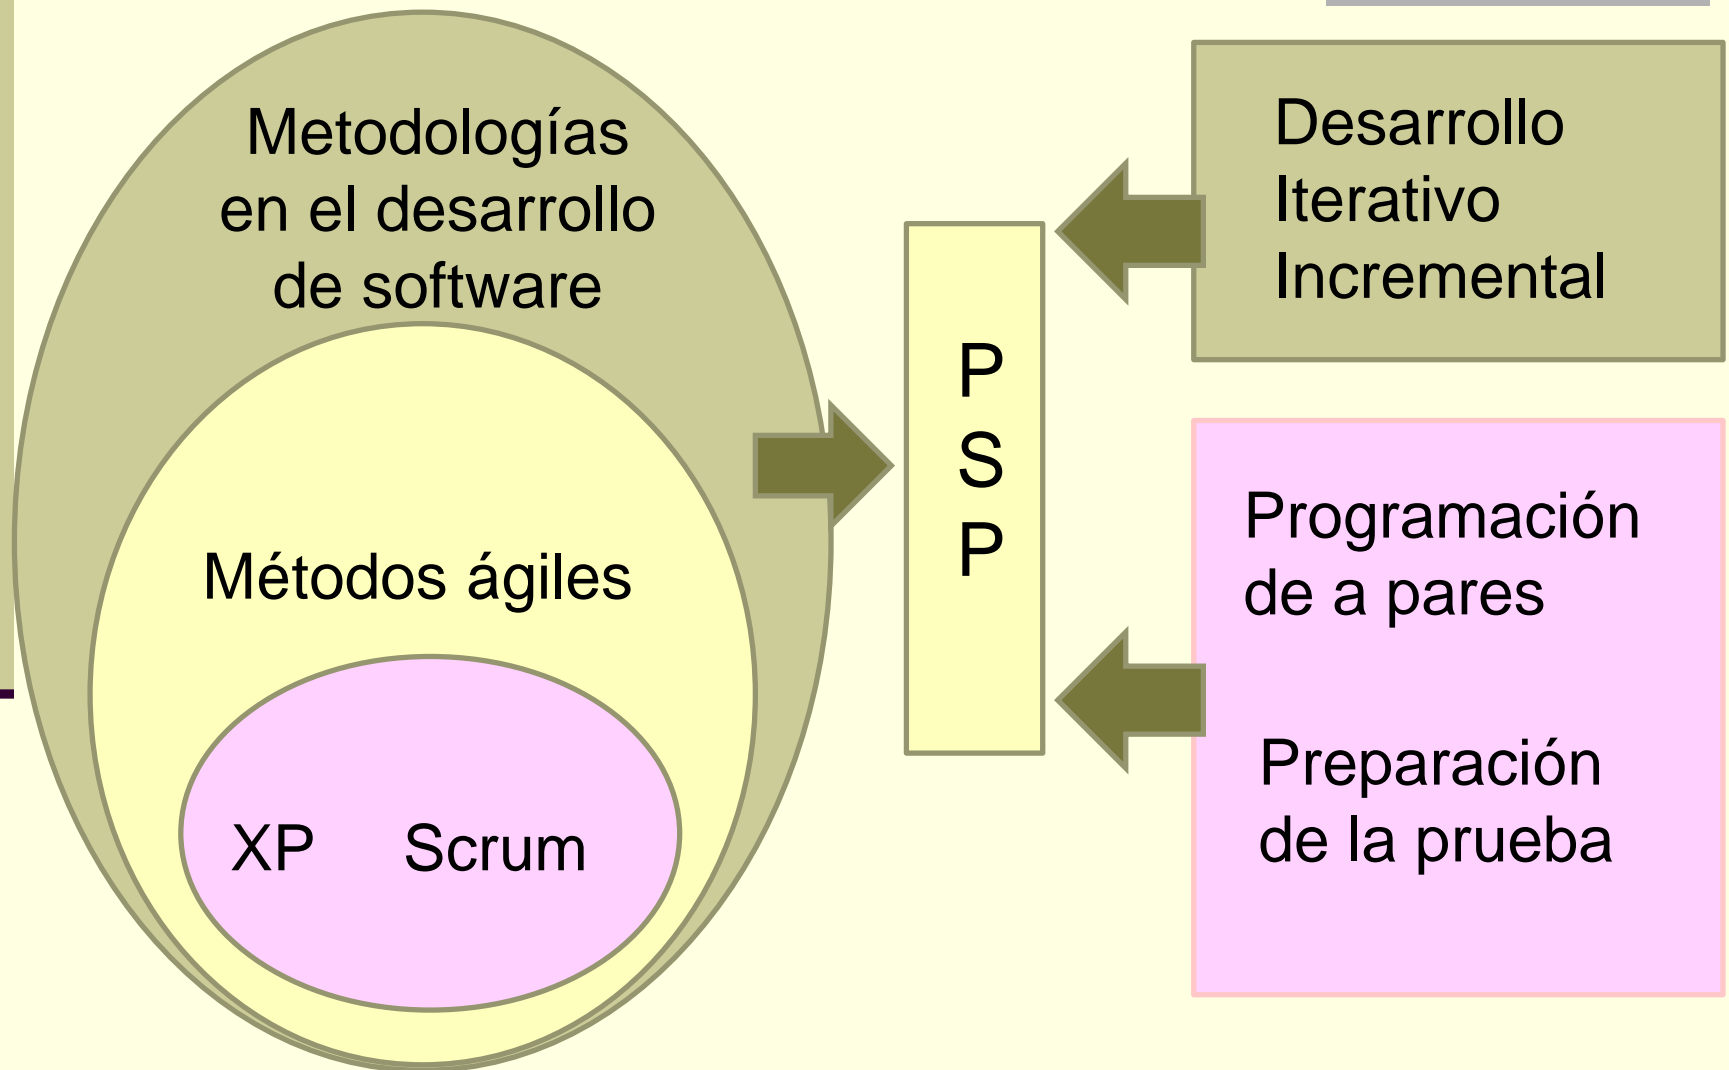 Metodologías
en el desarrollo
de software
Métodos ágiles
XP Scrum
P
S
P
Desarrollo
Iterativo
Incremental
Programación
de a pares
Preparación
de la prueba